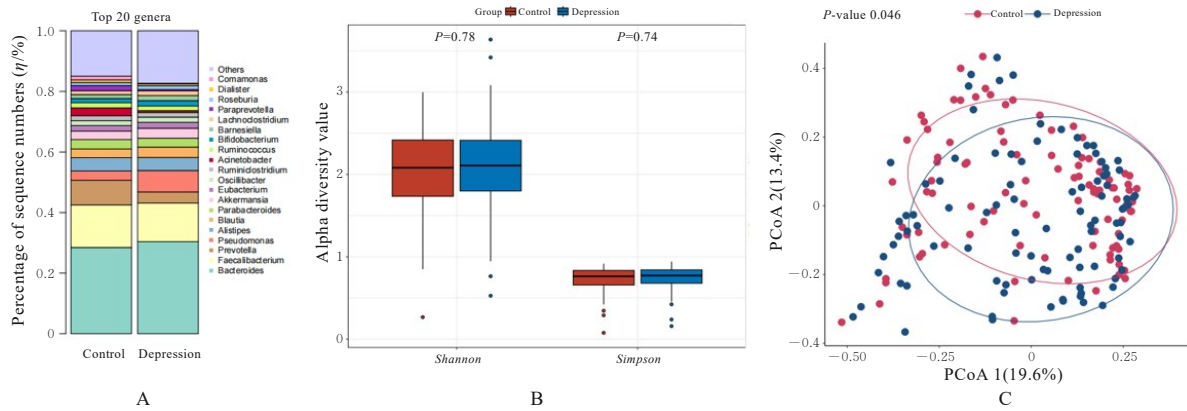 Top 20 genera
Percentage of sequence numbers (η/%)
1.0
0.8
0.6
0.4
0.2
0
Control
Depression
Others
Comamonas
Dialister
Roseburia
Paraprevotella
Lachnoclostridium
Barnesiella
Bifidobacterium
Ruminococcus
Acinetobacter
Ruminiclostridium
Oscillibacter
Eubacterium
Akkermansia
Parabacteroides
Blautia
Alistipes
Pseudomonas
Prevotella
Faecalibacterium
Bacteroides
A
Group Control Depression
P=0.78
P=0.74
Alpha diversity value
3
2
1
0
Shannon
Simpson
B
P-value 0.046
Control Depression
PCoA 2(13.4%)
0.4
0.2
0
−0.2
−0.4
−0.50
−0.25
0
0.25
PCoA 1(19.6%)
C